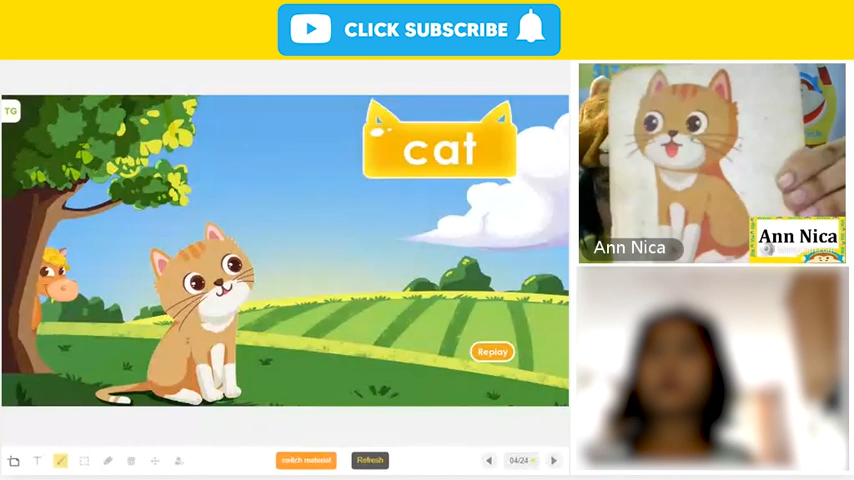 CLICK SUBSCRIBE
TG
cat
Replay
Ann Nica
Ann Nica
switch material
Refresh
04/24